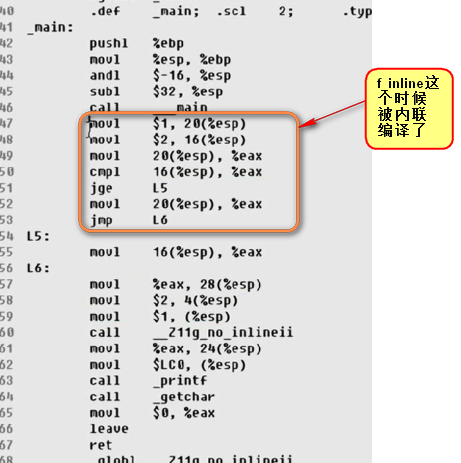 40 .def _main; .scl 2; .typ
41 _main:
42 pushl %ebp
43 movl %esp, %ebp
44 andl $-16, %esp
45 subl $32, %esp
46 call ___main
47 movl $1, 20(%esp)
48 movl $2, 16(%esp)
49 movl 20(%esp), %eax
50 cmpl 16(%esp), %eax
51 jge L5
52 movl 20(%esp), %eax
53 jmp L6
54 L5:
55 movl 16(%esp), %eax
56 L6:
57 movl %eax, 28(%esp)
58 movl $2, 4(%esp)
59 movl $1, (%esp)
60 call __Z11g_no_inlineii
61 movl %eax, 24(%esp)
62 movl $LC0, (%esp)
63 call _printf
64 call _getchar
65 movl $0, %eax
66 leave
67 ret
68 .globl __Z11g_no_inlineii
f_inline这
个时候
被内联
编译了